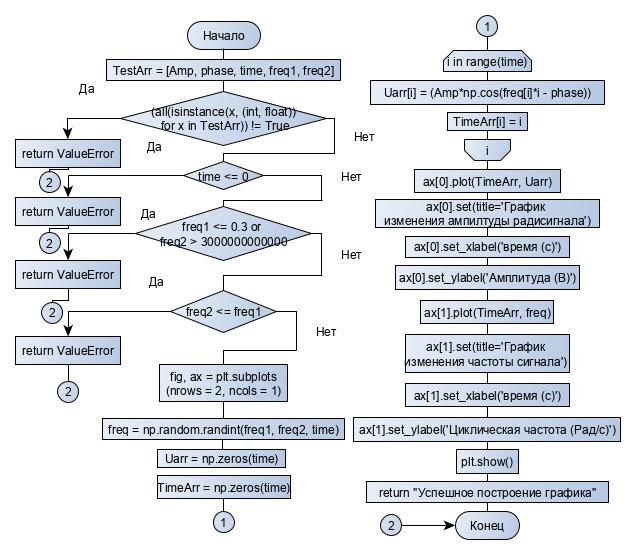 Начало
TestArr = [Amp, phase, time, freq1, freq2]
Да
(all(isinstance(x, (int, float))
for x in TestArr)) != True
Нет
return ValueError
2
Да
time <= 0
Нет
return ValueError
2
Да
freq1 <= 0.3 or
freq2 > 3000000000000
Нет
return ValueError
2
Да
freq2 <= freq1
Нет
return ValueError
2
fig, ax = plt.subplots
(nrows = 2, ncols = 1)
freq = np.random.randint(freq1, freq2, time)
Uarr = np.zeros(time)
TimeArr = np.zeros(time)
1
1
i in range(time)
Uarr[i] = (Amp*np.cos(freq[i]*i - phase))
TimeArr[i] = i
i
ax[0].plot(TimeArr, Uarr)
ax[0].set(title='График
изменения ампилтуды радисигнала')
ax[0].set_xlabel('время (с)')
ax[0].set_ylabel('Амплитуда (В)')
ax[1].plot(TimeArr, freq)
ax[1].set(title='График
изменения частоты сигнала')
ax[1].set_xlabel('время (с)')
ax[1].set_ylabel('Циклическая частота (Рад/с)')
plt.show()
return "Успешное построение графика"
2
Конец